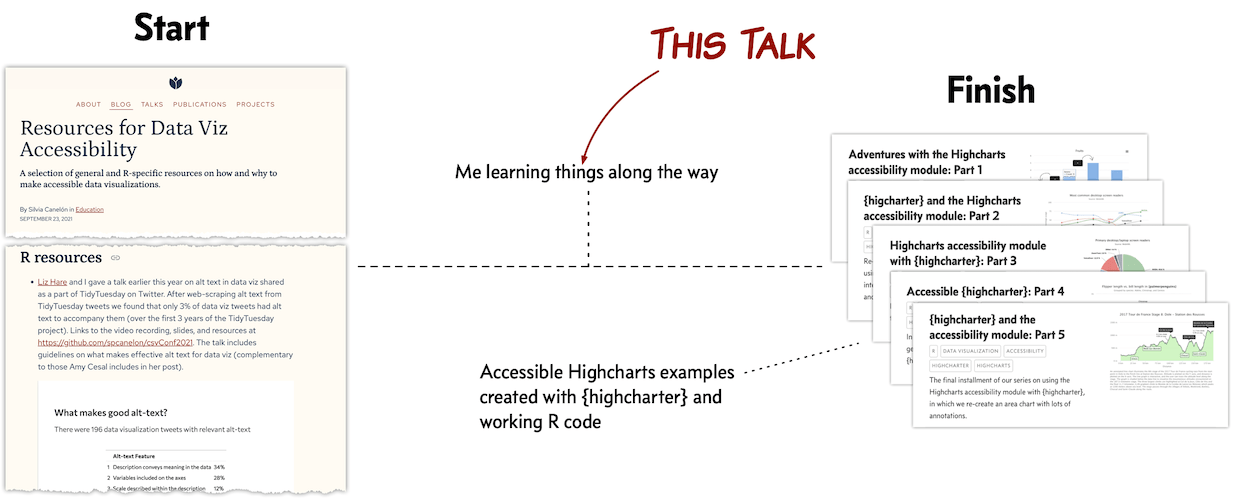 Start
ABOUT BLOG TALKS PUBLICATIONS PROJECTS
Resources for Data Viz
Accessibility
A selection of general and R-specific resources on how and why to
make accessible data visualizations.
By Silvia Canelón in Education
SEPTEMBER 23, 2021
R resources
Liz Hare and I gave a talk earlier this year on alt text in data viz shared
as a part of TidyTuesday on Twitter. After web-scraping alt text from
TidyTuesday tweets we found that only 3% of data viz tweets had alt
text to accompany them (over the first 3 years of the TidyTuesday
project). Links to the video recording, slides, and resources at
https://github.com/spcanelon/csvConf2021. The talk includes
guidelines on what makes effective alt text for data viz (complementary
to those Amy Cesal includes in her post).
What makes good alt-text?
There were 196 data visualization tweets with relevant alt-text
Alt-text Feature
1 Description conveys meaning in the data 34%
2 Variables included on the axes 28%
3 Scale described within the description 12%
THIS TALK
Me learning things along the way
Accessible Highcharts examples
created with {highcharter} and
working R code
Finish
Adventures with the Highcharts
accessibility module: Part 1
{higcharter} and the Highcharts
accessibility module: Part 2
Highcharts accessibility module
with {highcharter}: Part 3
Accessible {highcharter}: Part 4
{highcharter} and the
accessibility module: Part 5
R DATA VISUALIZATION ACCESSIBILITY
HIGHCHARTER HIGHCHARTS
The final installment of our series on using the
Highcharts accessibility module with {highcharter},
in which we re-create an area chart with lots of
annotations.